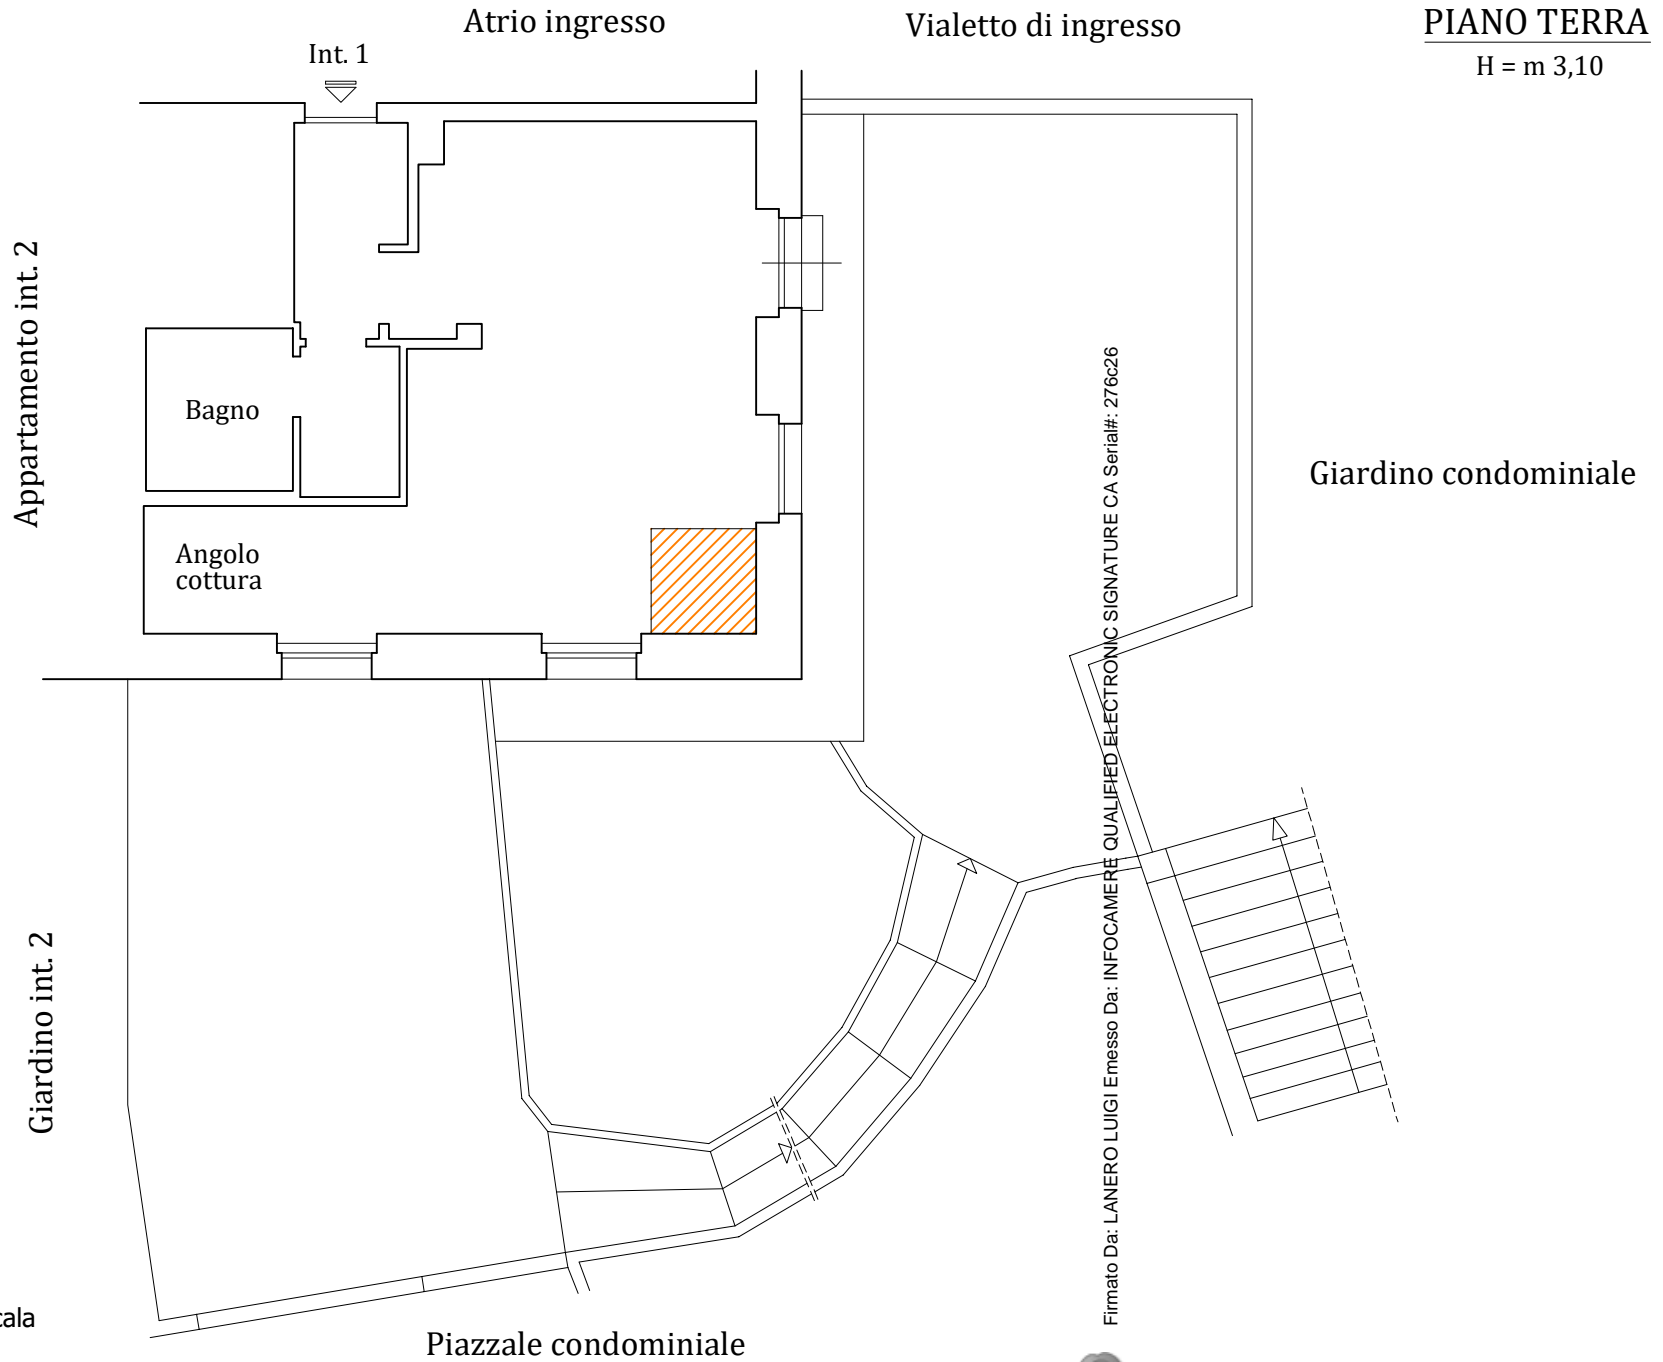 Atrio ingresso
Vialetto di ingresso
PIANO TERRA
H = m 3,10
Int. 1
Appartamento int. 2
Bagno
Giardino condominiale
Angolo
cottura
Firmato Da: LANERO LUIGI Emesso Da: INFOCAMERE QUALIFIED ELECTRONIC SIGNATURE CA Serial#: 276c26
Giardino int. 2
cala
Piazzale condominiale